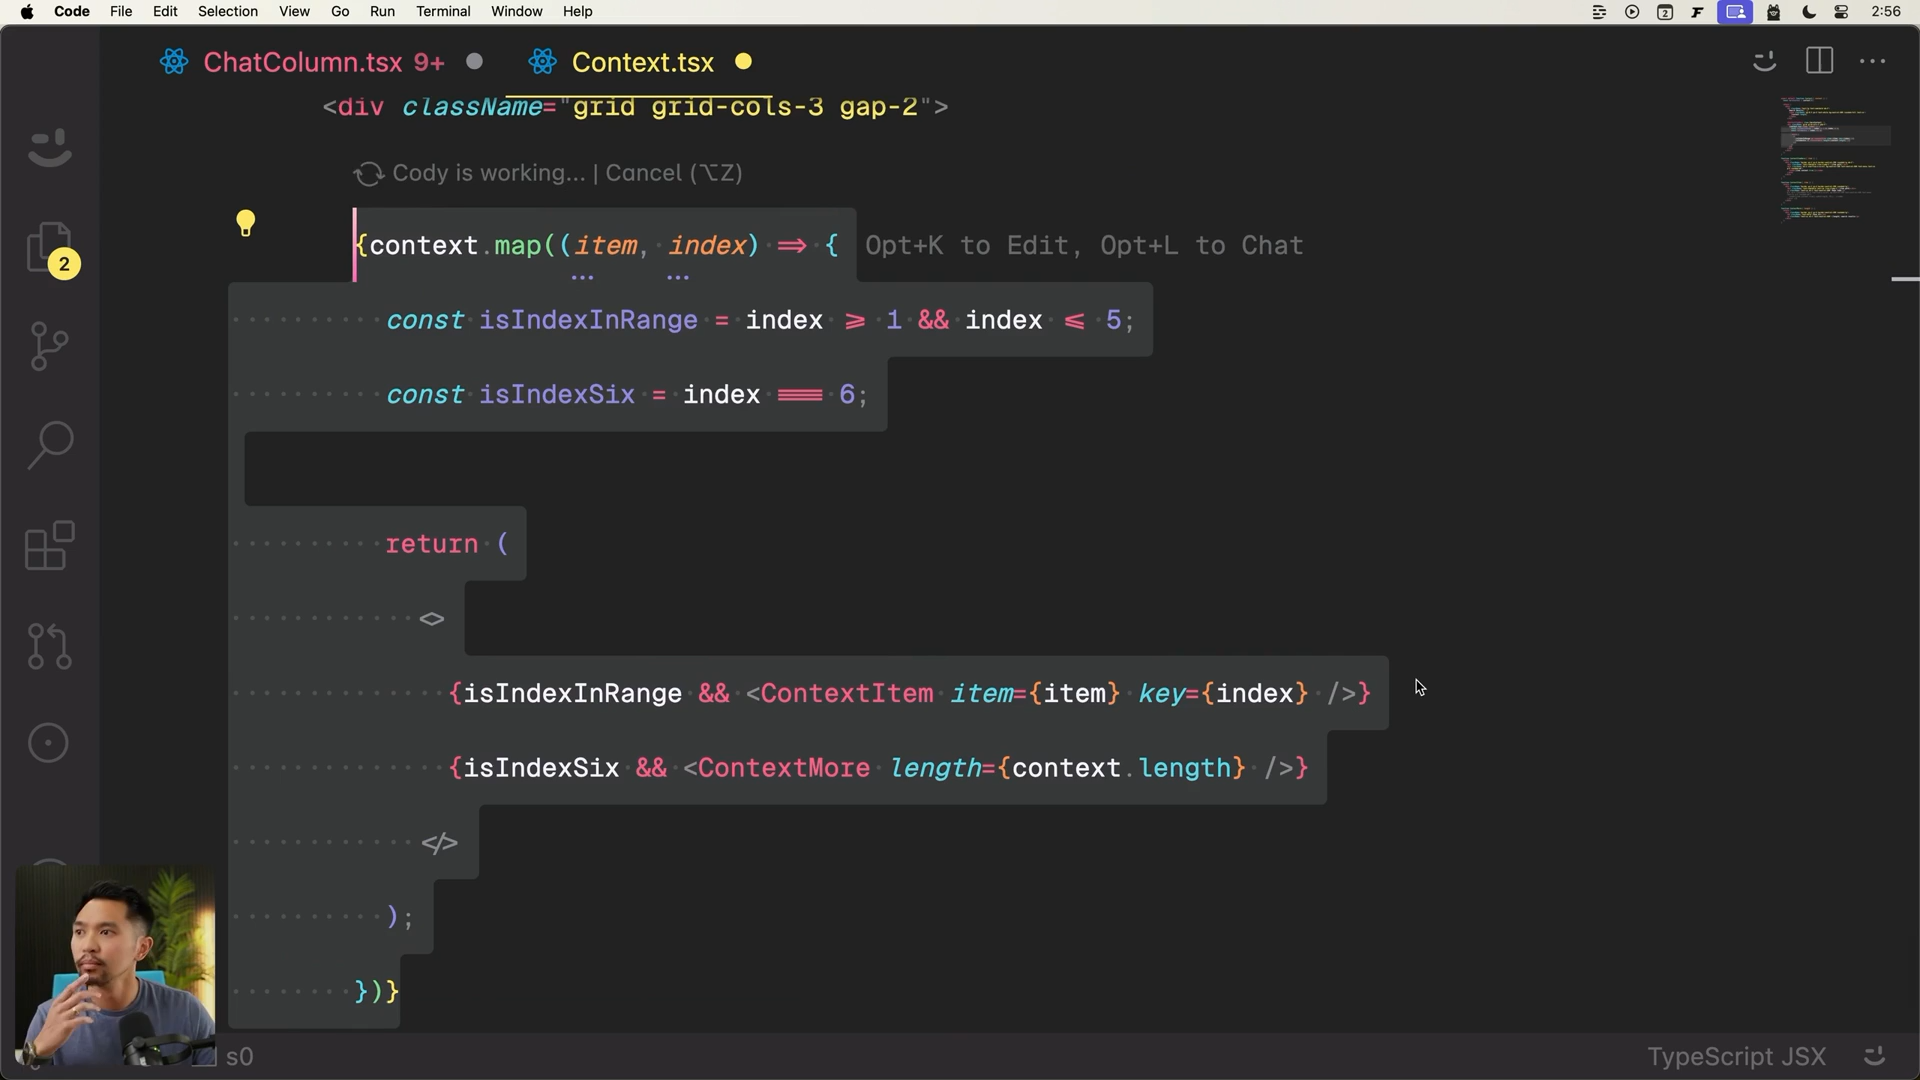 Code File Edit Selection View Go Run Terminal Window Help 2 2:56
ChatColumn.tsx 9+ Context.tsx
<div className="grid grid-cols-3 gap-2">
Cody is working... | Cancel (⌥Z)
{context.map((item, index) => { Opt+K to Edit, Opt+L to Chat
2
const isIndexInRange = index >= 1 && index <= 5;
const isIndexSix = index === 6;
return (
<>
{isIndexInRange && <ContextItem item={item} key={index} />}
{isIndexSix && <ContextMore length={context.length} />}
</>
);
})}
s0 TypeScript JSX